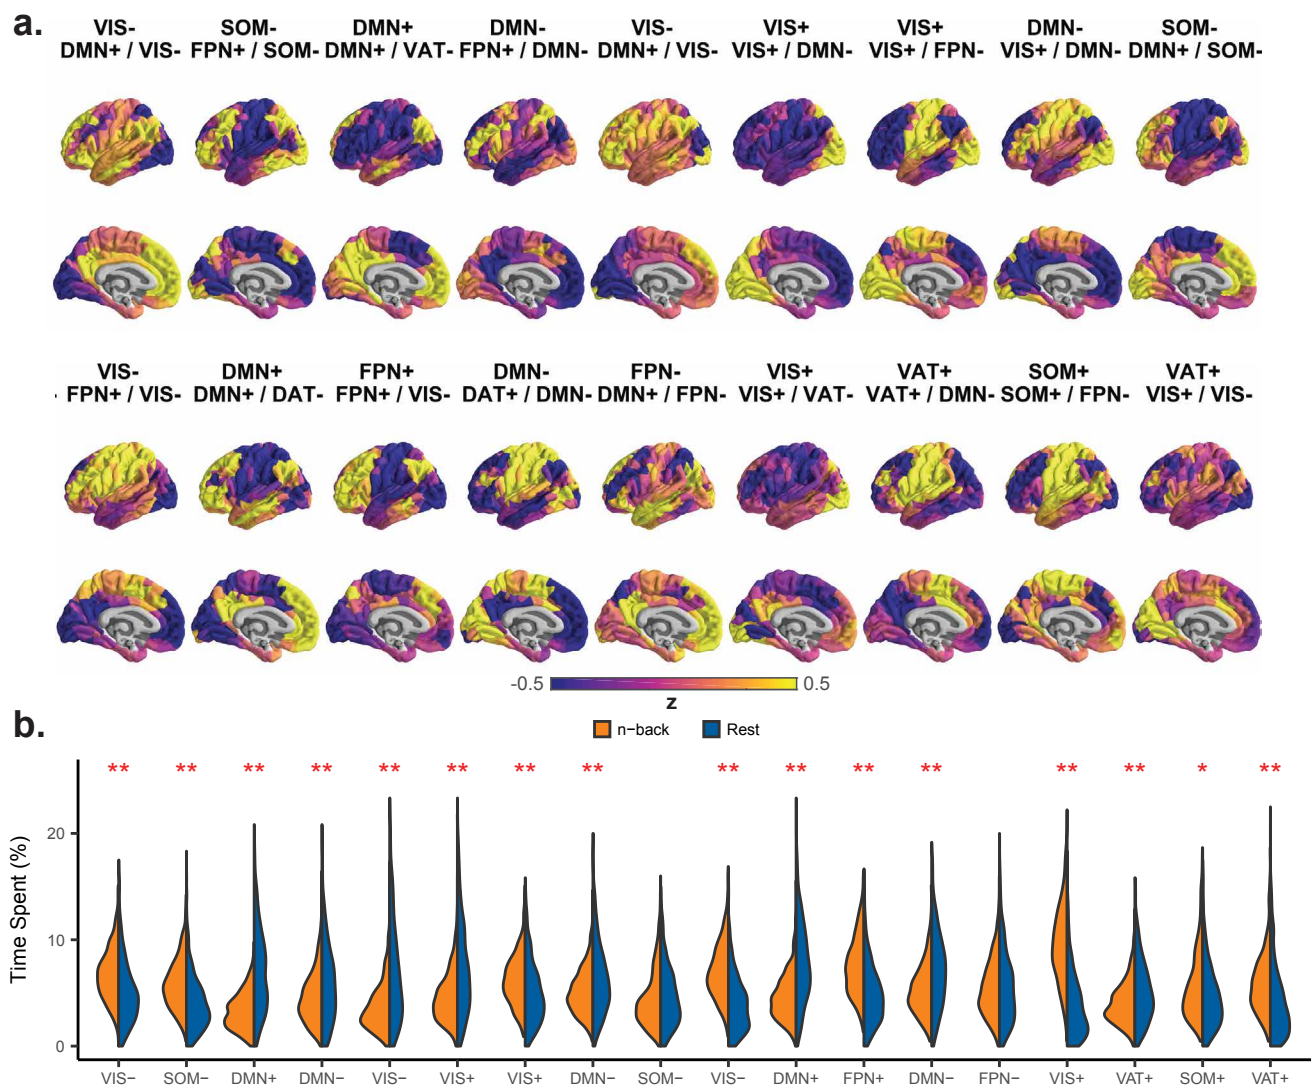 a.
VIS- SOM- DMN+ DMN- VIS- VIS+ VIS+ DMN- SOM-
DMN+ / VIS- FPN+ / SOM- DMN+ / VAT- FPN+ / DMN- DMN+ / VIS- VIS+ / DMN- VIS+ / FPN- VIS+ / DMN- DMN+ / SOM-
VIS- DMN+ FPN+ DMN- FPN- VIS+ VAT+ SOM+ VAT+
FPN+ / VIS- DMN+ / DAT- FPN+ / VIS- DAT+ / DMN- DMN+ / FPN- VIS+ / VAT- VAT+ / DMN- SOM+ / FPN- VIS+ / VIS-
-0.5 0.5
z
b.
n−back Rest
** ** ** ** ** ** ** ** ** ** ** ** ** ** * **
Time Spent (%)
20
10
0
VIS− SOM− DMN+ DMN− VIS− VIS+ VIS+ DMN− SOM− VIS− DMN+ FPN+ DMN− FPN− VIS+ VAT+ SOM+ VAT+